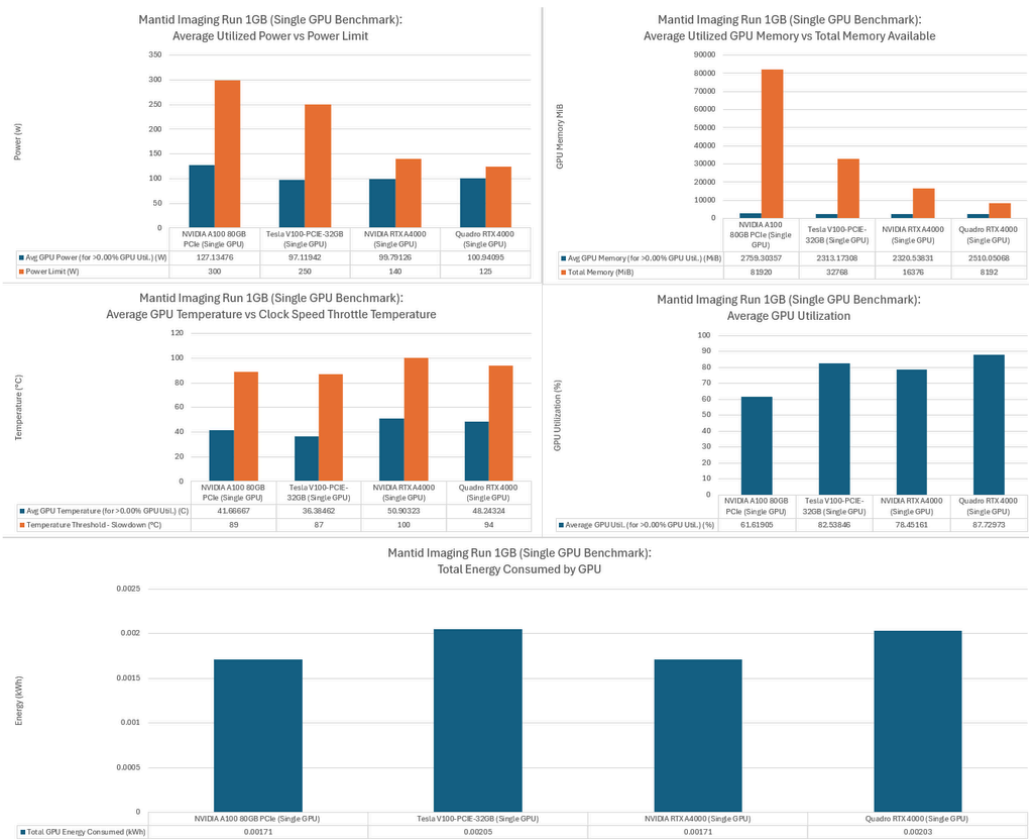 Mantid Imaging Run 1GB (Single GPU Benchmark):
Average Utilized Power vs Power Limit
Power (w)
350
300
250
200
150
100
50
0
NVIDIA A100 80GB PCIe (Single GPU)
Tesla V100-PCIE-32GB (Single GPU)
NVIDIA RTX A4000 (Single GPU)
Quadro RTX 4000 (Single GPU)
Avg GPU Power (for >0.00% GPU Util.) (W) 127.13476 97.11942 99.79126 100.94095
Power Limit (W) 300 250 140 125
Mantid Imaging Run 1GB (Single GPU Benchmark):
Average Utilized GPU Memory vs Total Memory Available
GPU Memory MiB
90000
80000
70000
60000
50000
40000
30000
20000
10000
0
NVIDIA A100 80GB PCIe (Single GPU)
Tesla V100-PCIE-32GB (Single GPU)
NVIDIA RTX A4000 (Single GPU)
Quadro RTX 4000 (Single GPU)
Avg GPU Memory (for >0.00% GPU Util.) (MiB) 2759.30357 2313.17308 2320.53831 2510.05068
Total Memory (MiB) 81920 32768 16376 8192
Mantid Imaging Run 1GB (Single GPU Benchmark):
Average GPU Temperature vs Clock Speed Throttle Temperature
Temperature (°C)
120
100
80
60
40
20
0
NVIDIA A100 80GB PCIe (Single GPU)
Tesla V100-PCIE-32GB (Single GPU)
NVIDIA RTX A4000 (Single GPU)
Quadro RTX 4000 (Single GPU)
Avg GPU Temperature (for >0.00% GPU Util.) (C) 41.66667 36.38462 50.90323 48.24324
Temperature Threshold - Slowdown (°C) 89 87 100 94
Mantid Imaging Run 1GB (Single GPU Benchmark):
Average GPU Utilization
GPU Utilization (%)
100
90
80
70
60
50
40
30
20
10
0
NVIDIA A100 80GB PCIe (Single GPU)
Tesla V100-PCIE-32GB (Single GPU)
NVIDIA RTX A4000 (Single GPU)
Quadro RTX 4000 (Single GPU)
Average GPU Util. (for >0.00% GPU Util.) (%) 61.61905 82.53846 78.45161 87.72973
Mantid Imaging Run 1GB (Single GPU Benchmark):
Total Energy Consumed by GPU
Energy (kWh)
0.0025
0.002
0.0015
0.001
0.0005
0
NVIDIA A100 80GB PCIe (Single GPU)
Tesla V100-PCIE-32GB (Single GPU)
NVIDIA RTX A4000 (Single GPU)
Quadro RTX 4000 (Single GPU)
Total GPU Energy Consumed (kWh) 0.00171 0.00205 0.00171 0.00203